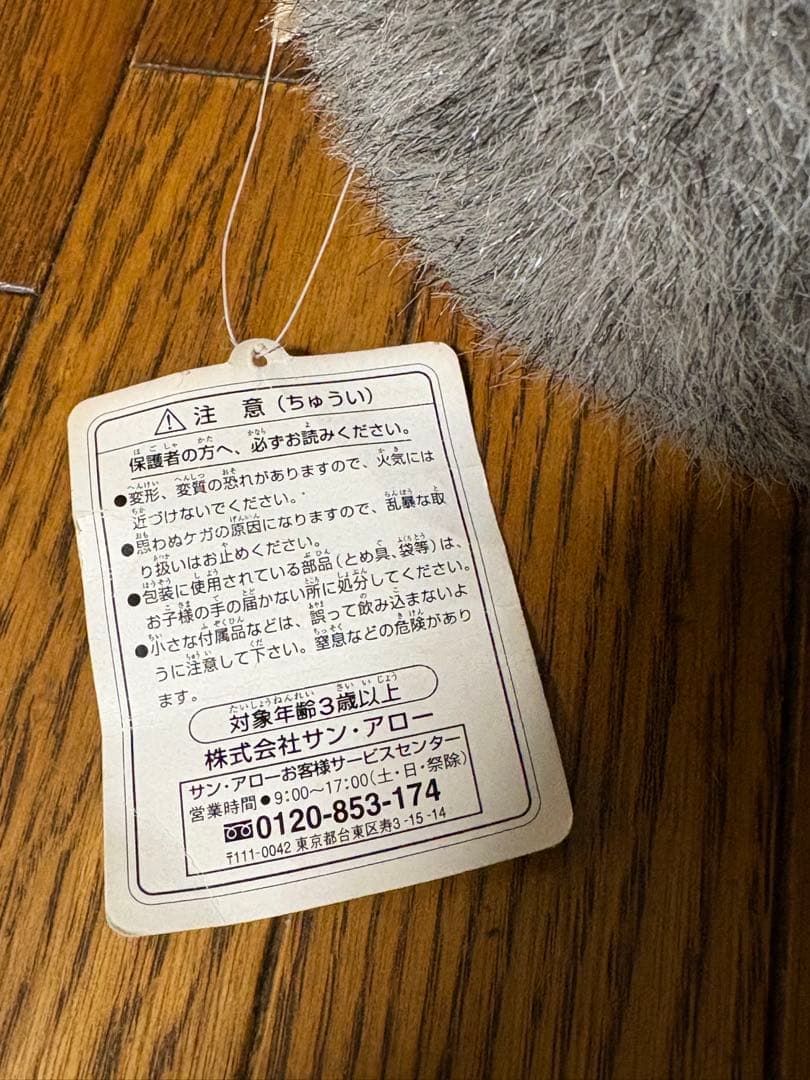 ⚠注 意(ちゅうい)
保護者の方へ、必ずお読みください。
●変形、変質の恐れがありますので、火気には
近づけないでください。
●思わぬケガの原因になりますので、乱暴な取
り扱いはお止めください。
●包装に使用されている部品(とめ具、袋等)は、
お子様の手の届かない所に処分してください。
●小さな付属品などは、誤って飲み込まないよ
うに注意して下さい。窒息などの危険があり
ます。
対象年齢3歳以上
株式会社サン・アロー
サン・アローお客様サービスセンター
営業時間●9:00〜17:00(土・日・祭除)
0120-853-174
〒111-0042 東京都台東区寿3-15-14